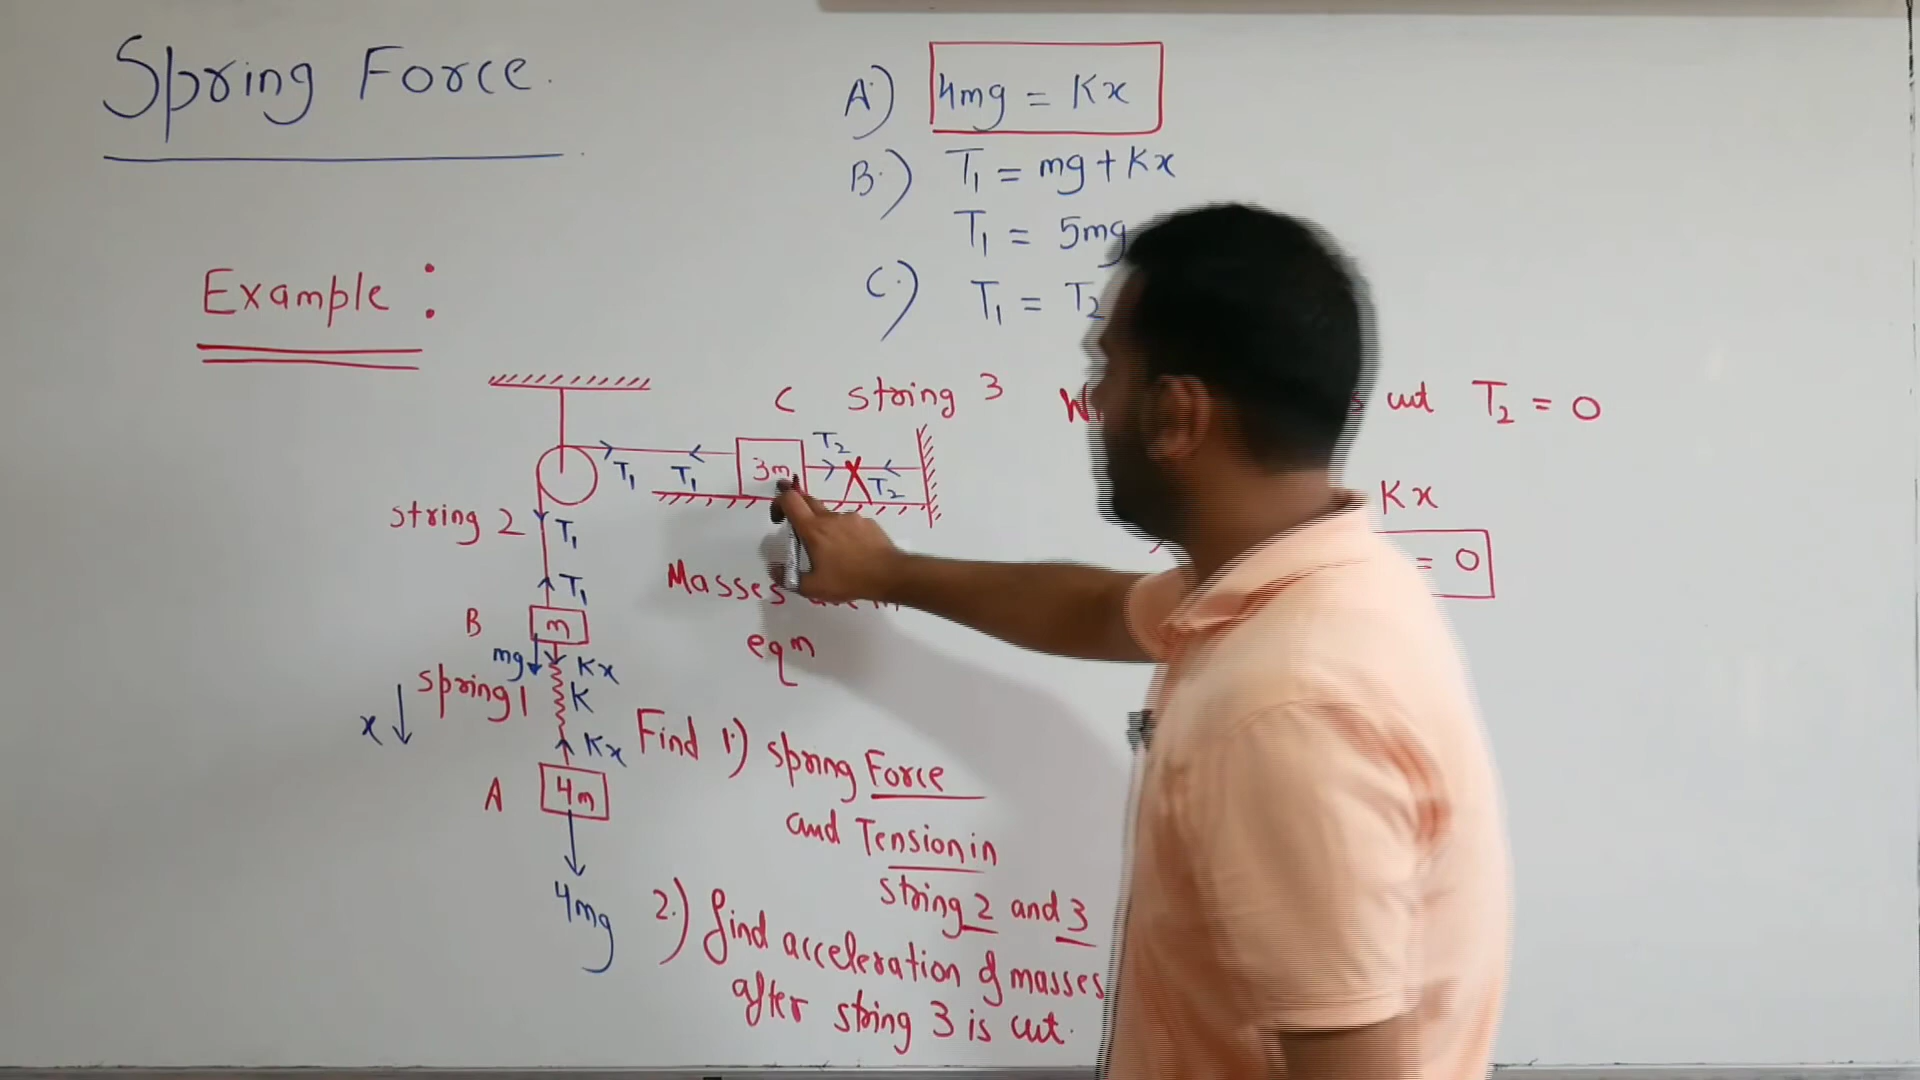 Spring Force
A.) 4mg = Kx
B.) T₁ = mg + Kx
T₁ = 5mg
C.) T₁ = T₂
Example :
C string 3
cut T₂ = 0
Kx
= 0
T₁ T₁ 3m T₂ T₂
string 2
T₁
T₁
B m
mg Kx
spring 1 K
x
Kx
A 4m
4mg
Masses
eqm
Find 1.) spring Force
and Tension in
string 2 and 3
2.) find acceleration of masses
after string 3 is cut.